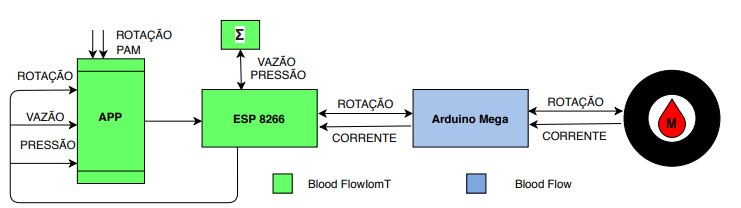 ROTAÇÃO
PAM
Σ
VAZÃO
PRESSÃO
ROTAÇÃO
VAZÃO
PRESSÃO
APP
ESP 8266
ROTAÇÃO
CORRENTE
Arduino Mega
ROTAÇÃO
CORRENTE
M
Blood FlowIomT
Blood Flow